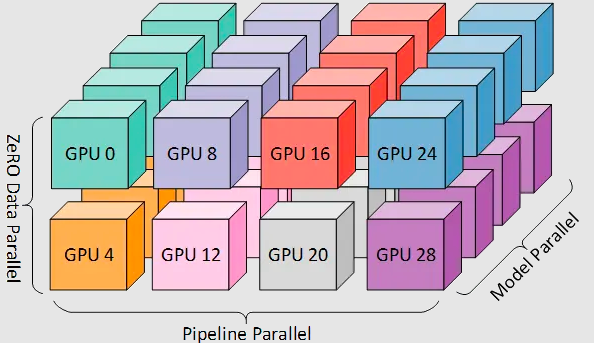 GPU 0
GPU 8
GPU 16
GPU 24
ZeRO Data Parallel
GPU 4
GPU 12
GPU 20
GPU 28
Model Parallel
Pipeline Parallel